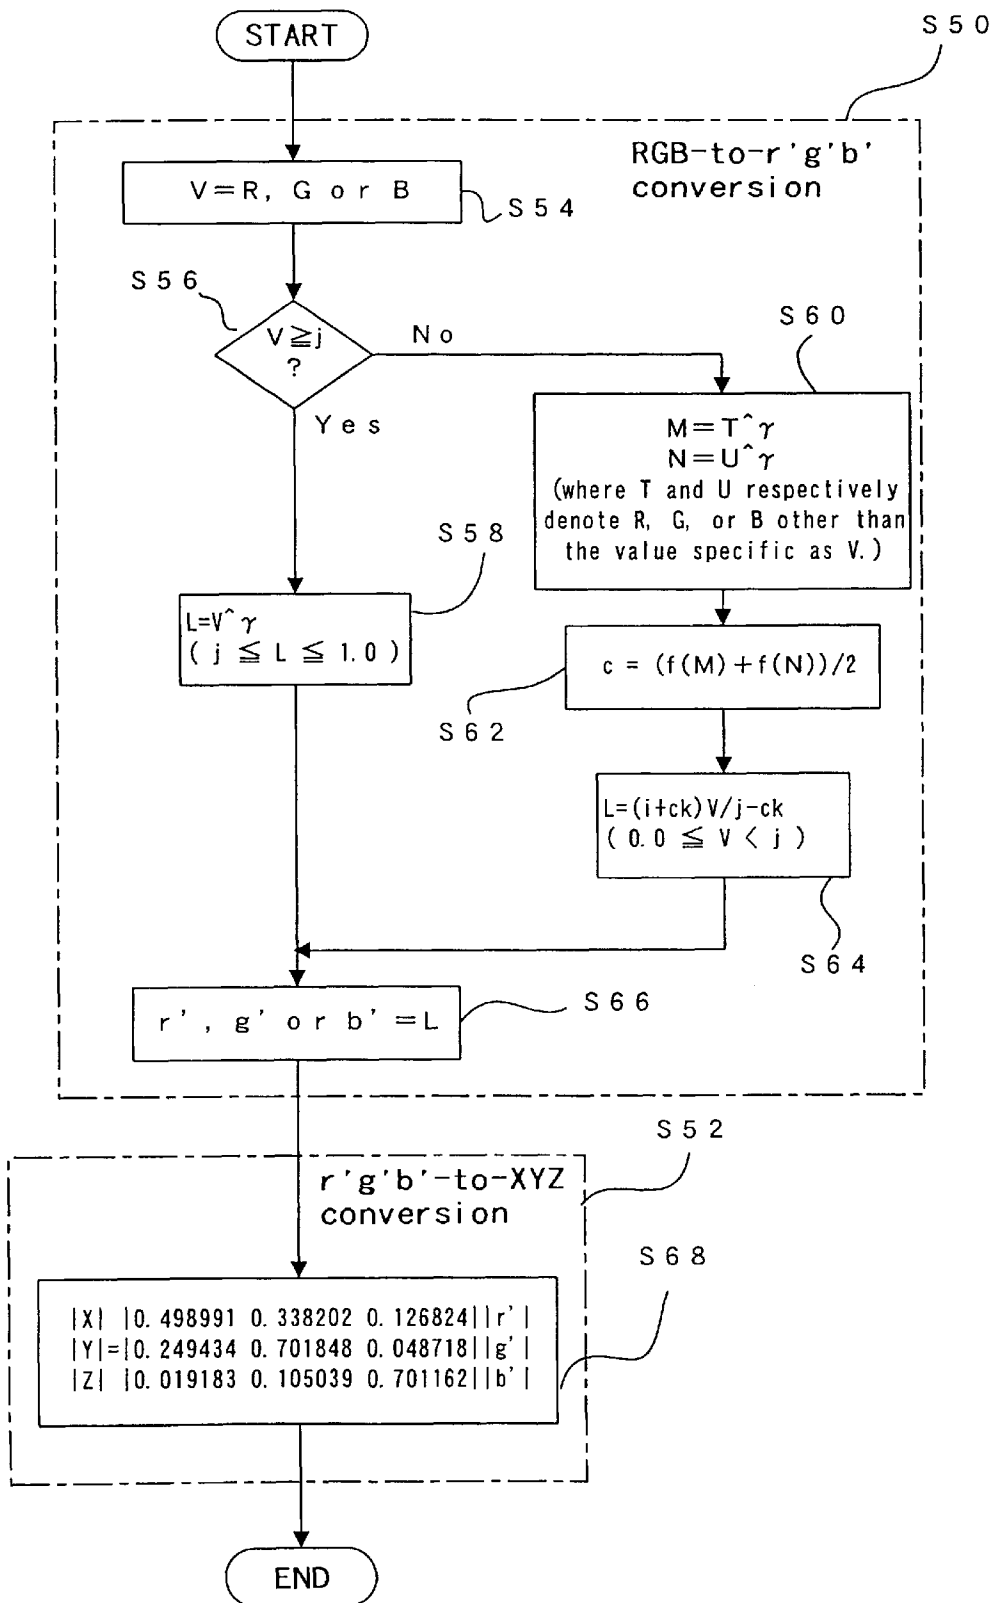 START
S50
RGB-to-r'g'b'
conversion
V=R, G or B
S54
S56
V≧j
?
No
Yes
S60
M=T^γ
N=U^γ
(where T and U respectively
denote R, G, or B other than
the value specific as V.)
S58
L=V^γ
(j ≦ L ≦ 1.0)
c = (f(M)+f(N))/2
S62
L=(i+ck)V/j-ck
(0.0 ≦ V < j)
S64
r', g' or b'=L
S66
S52
r'g'b'-to-XYZ
conversion
S68
|X| |0.498991 0.338202 0.126824||r'|
|Y|=|0.249434 0.701848 0.048718||g'|
|Z| |0.019183 0.105039 0.701162||b'|
END